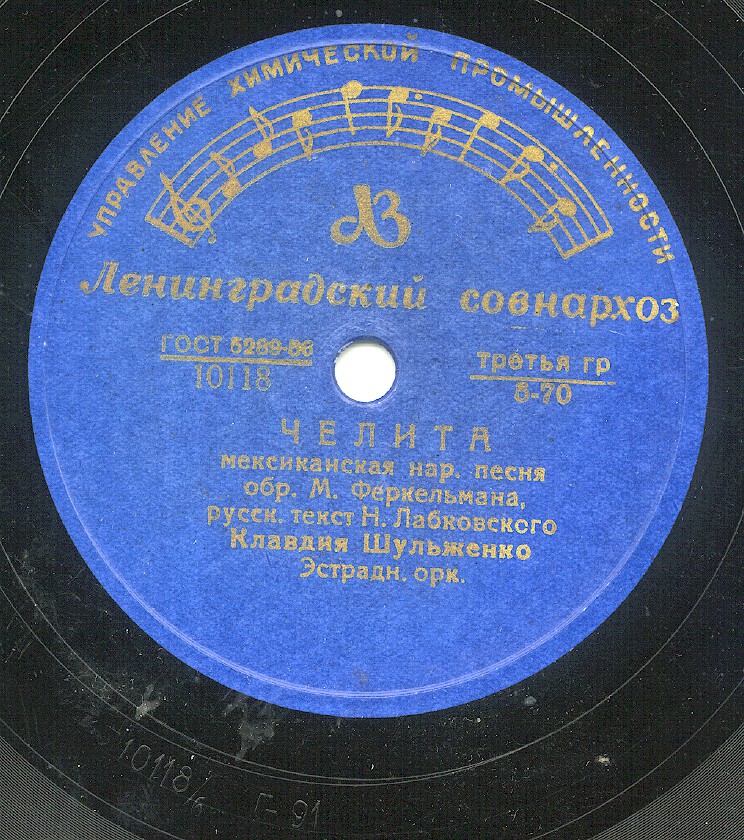 УПРАВЛЕНИЕ ХИМИЧЕСКОЙ ПРОМЫШЛЕННОСТИ
ЛЗ
Ленинградский совнархоз
ГОСТ 5289-56
10118
третья гр
5-70
ЧЕЛИТА
мексиканская нар. песня
обр. М. Феркельмана,
русск. текст Н. Лабковского
Клавдия Шульженко
Эстрадн. орк.
10118/ Г-91